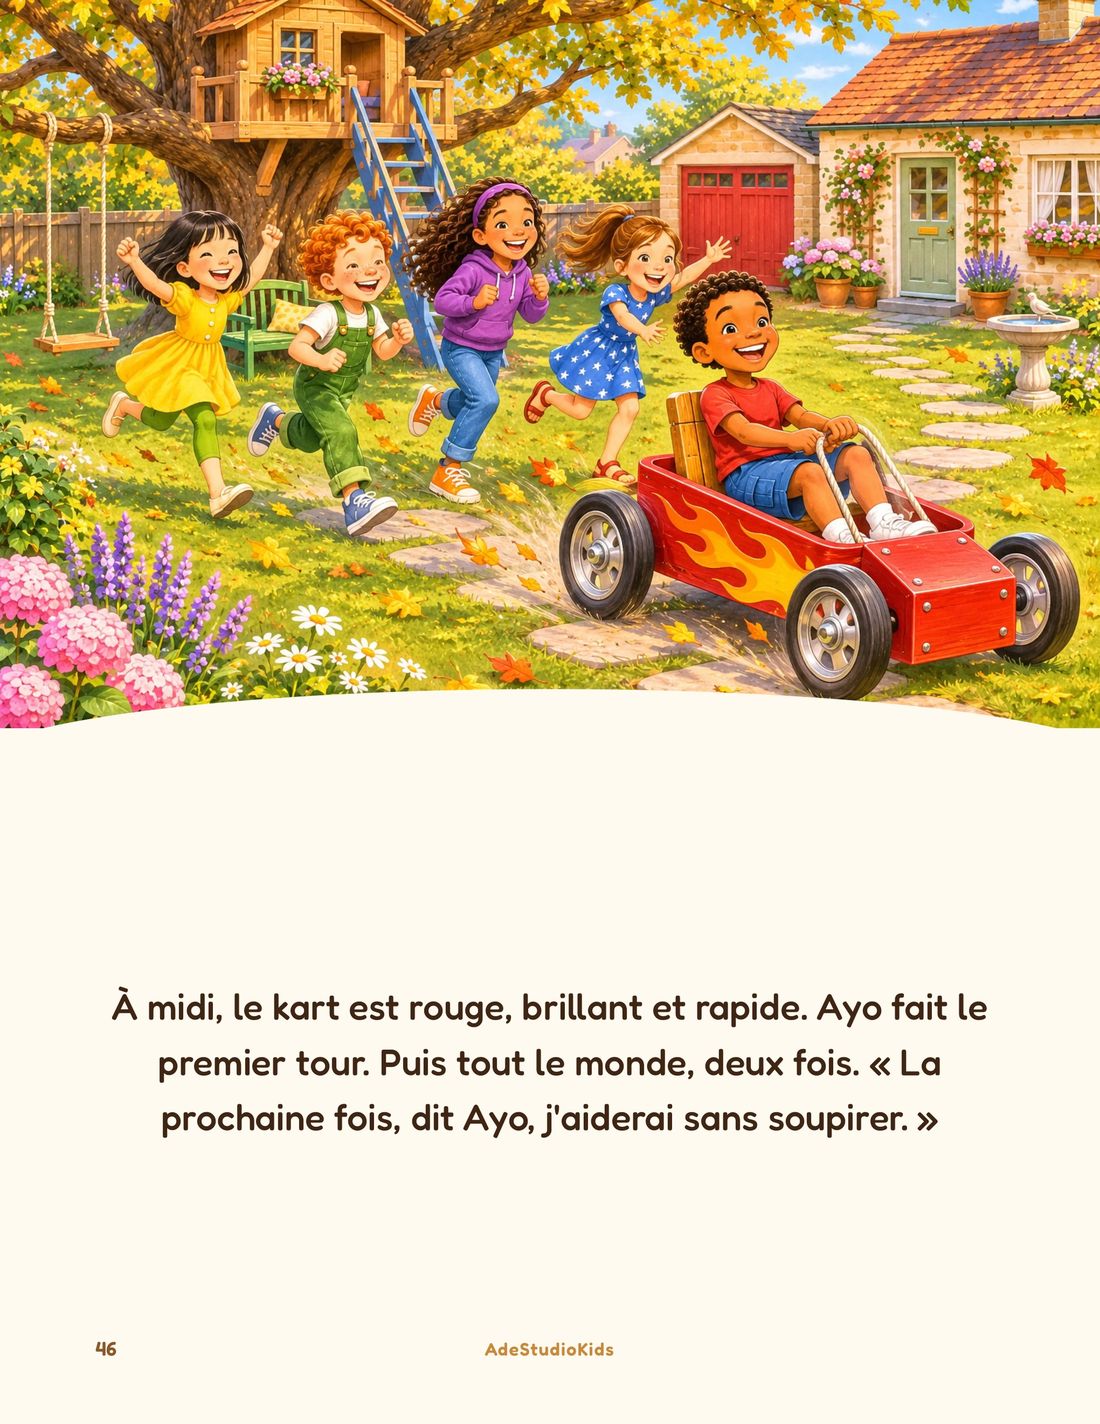 À midi, le kart est rouge, brillant et rapide. Ayo fait le
premier tour. Puis tout le monde, deux fois. « La
prochaine fois, dit Ayo, j'aiderai sans soupirer. »
46
AdeStudioKids